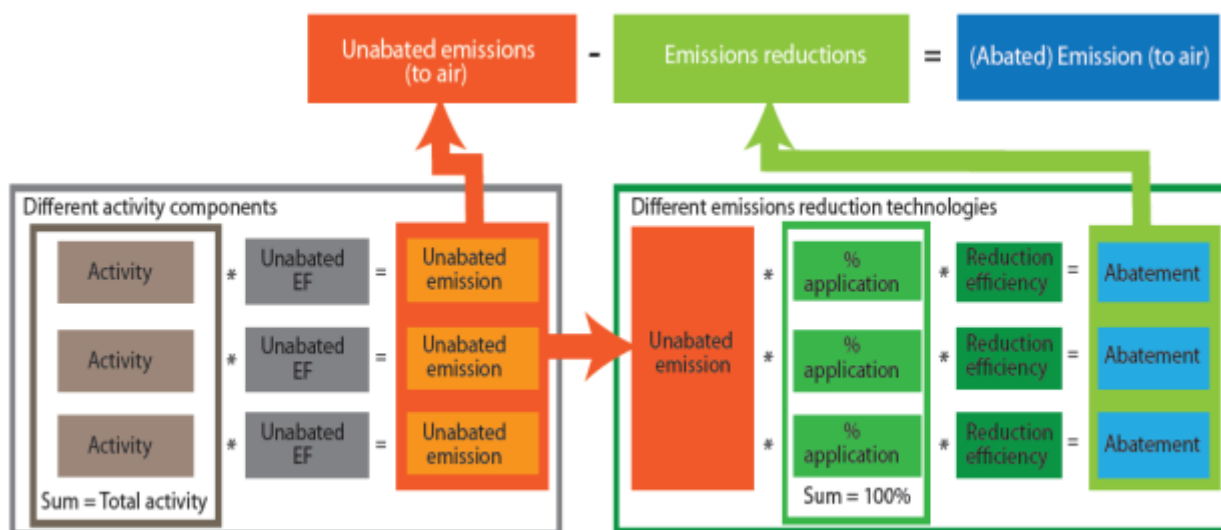 Unabated emissions
(to air)
-
Emissions reductions
=
(Abated) Emission (to air)
Different activity components
Activity
*
Unabated
EF
=
Unabated
emission
Activity
*
Unabated
EF
=
Unabated
emission
Activity
*
Unabated
EF
=
Unabated
emission
Sum = Total activity
Different emissions reduction technologies
Unabated
emission
*
%
application
*
Reduction
efficiency
=
Abatement
*
%
application
*
Reduction
efficiency
=
Abatement
*
%
application
*
Reduction
efficiency
=
Abatement
Sum = 100%